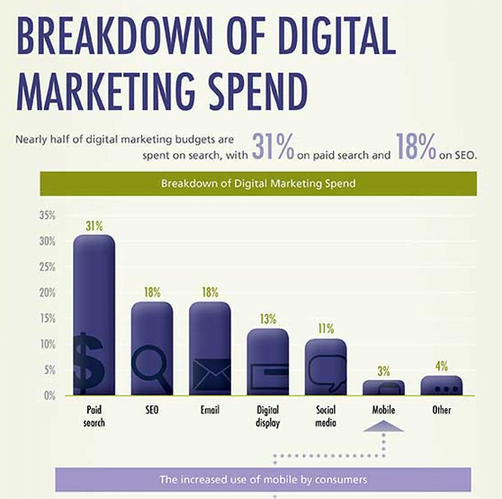 BREAKDOWN OF DIGITAL
MARKETING SPEND
Nearly half of digital marketing budgets are
spent on search, with 31% on paid search and 18% on SEO.
Breakdown of Digital Marketing Spend
35%
30%
25%
20%
15%
10%
5%
0%
31%
18%
18%
13%
11%
3%
4%
Paid search
SEO
Email
Digital display
Social media
Mobile
Other
The increased use of mobile by consumers